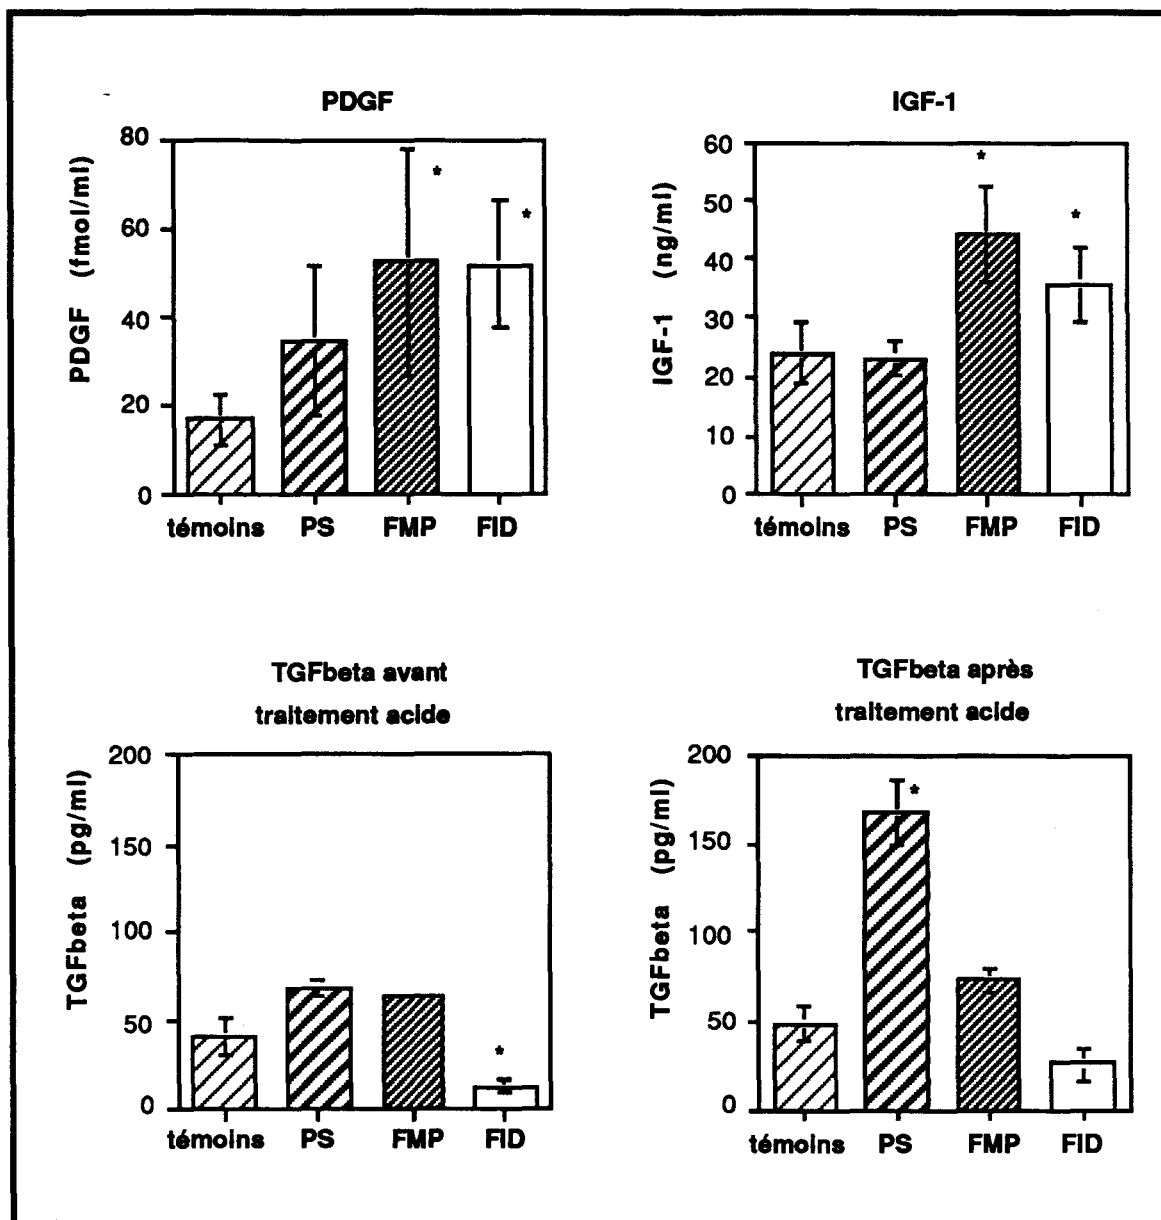 PDGF
PDGF (fmol/ml)
80
60
40
20
0
*
*
témoins PS FMP FID
IGF-1
IGF-1 (ng/ml)
60
50
40
30
20
10
0
*
*
témoins PS FMP FID
TGFbeta avant
traitement acide
TGFbeta (pg/ml)
200
150
100
50
0
*
témoins PS FMP FID
TGFbeta après
traitement acide
TGFbeta (pg/ml)
200
150
100
50
0
*
témoins PS FMP FID